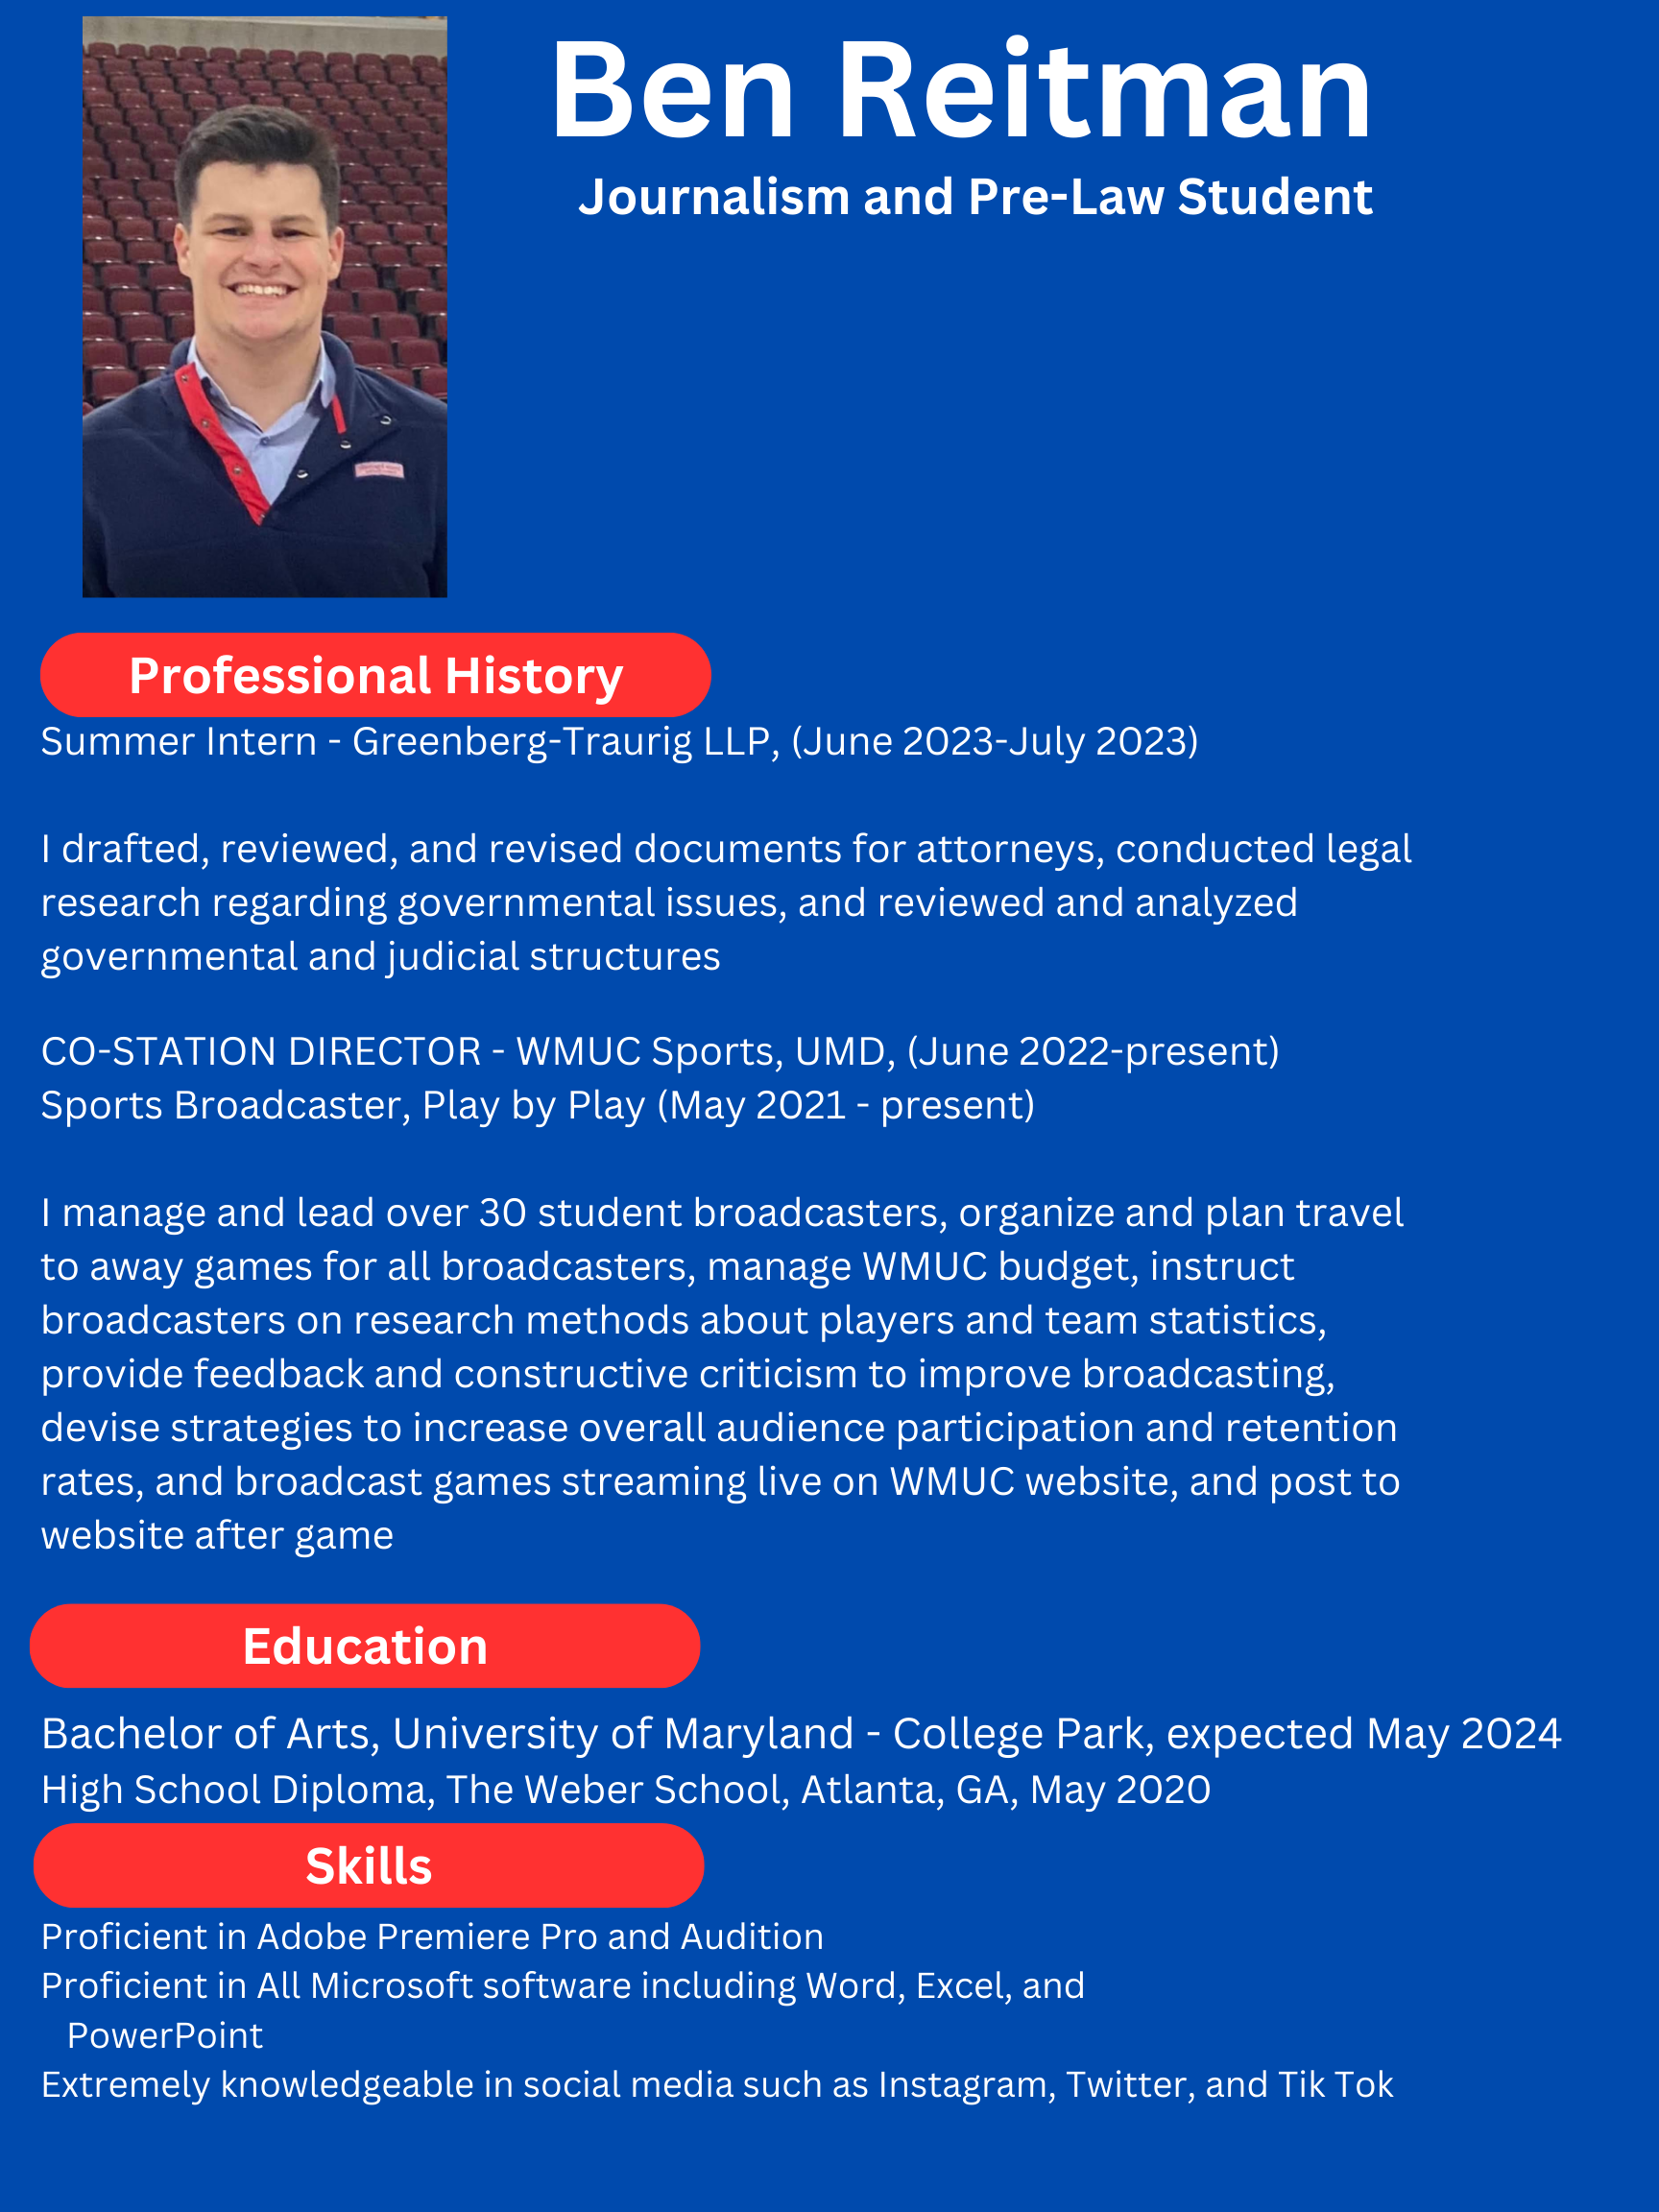 Ben Reitman
Journalism and Pre-Law Student
Professional History
Summer Intern - Greenberg-Traurig LLP, (June 2023-July 2023)
I drafted, reviewed, and revised documents for attorneys, conducted legal
research regarding governmental issues, and reviewed and analyzed
governmental and judicial structures
CO-STATION DIRECTOR - WMUC Sports, UMD, (June 2022-present)
Sports Broadcaster, Play by Play (May 2021 - present)
I manage and lead over 30 student broadcasters, organize and plan travel
to away games for all broadcasters, manage WMUC budget, instruct
broadcasters on research methods about players and team statistics,
provide feedback and constructive criticism to improve broadcasting,
devise strategies to increase overall audience participation and retention
rates, and broadcast games streaming live on WMUC website, and post to
website after game
Education
Bachelor of Arts, University of Maryland - College Park, expected May 2024
High School Diploma, The Weber School, Atlanta, GA, May 2020
Skills
Proficient in Adobe Premiere Pro and Audition
Proficient in All Microsoft software including Word, Excel, and
PowerPoint
Extremely knowledgeable in social media such as Instagram, Twitter, and Tik Tok